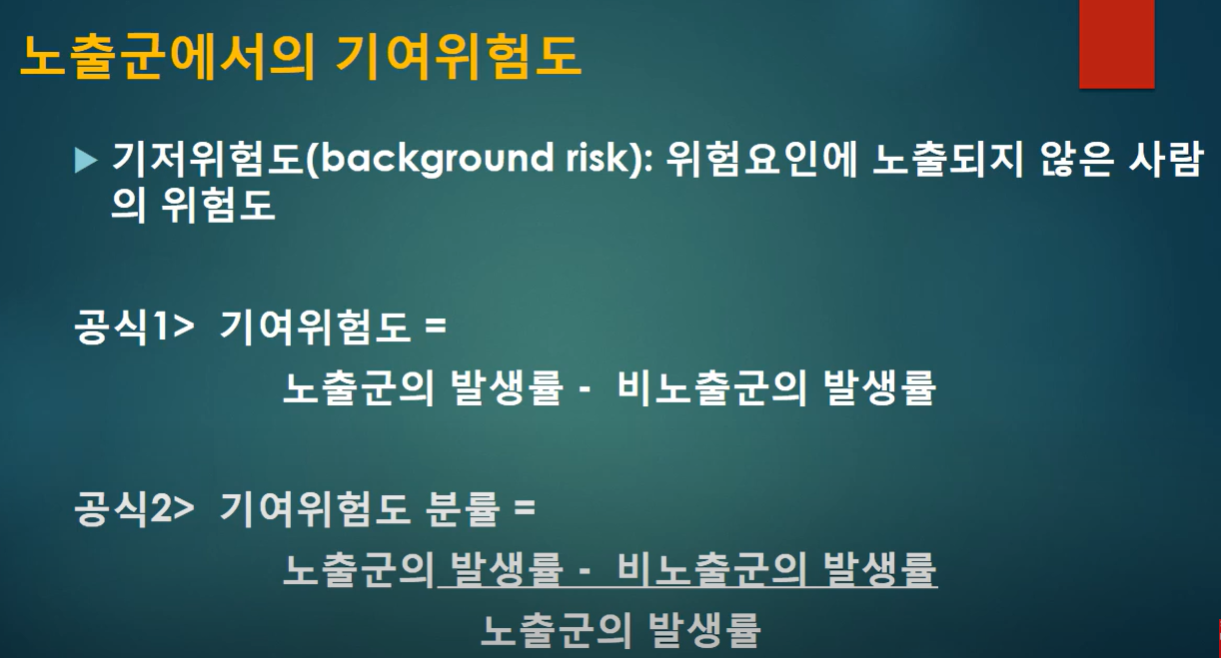 노출군에서의 기여위험도
기저위험도(background risk): 위험요인에 노출되지 않은 사람
의 위험도
공식1> 기여위험도 =
노출군의 발생률 - 비노출군의 발생률
공식2> 기여위험도 분률 =
노출군의 발생률 - 비노출군의 발생률
노출군의 발생률